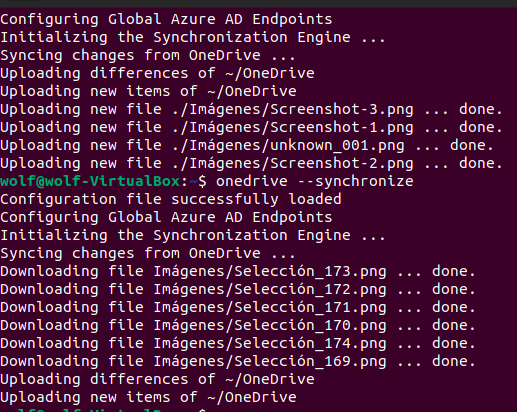 Configuring Global Azure AD Endpoints
Initializing the Synchronization Engine ...
Syncing changes from OneDrive ...
Uploading differences of ~/OneDrive
Uploading new items of ~/OneDrive
Uploading new file ./Imágenes/Screenshot-3.png ... done.
Uploading new file ./Imágenes/Screenshot-1.png ... done.
Uploading new file ./Imágenes/unknown_001.png ... done.
Uploading new file ./Imágenes/Screenshot-2.png ... done.
wolf@wolf-VirtualBox:~$ onedrive --synchronize
Configuration file successfully loaded
Configuring Global Azure AD Endpoints
Initializing the Synchronization Engine ...
Syncing changes from OneDrive ...
Downloading file Imágenes/Selección_173.png ... done.
Downloading file Imágenes/Selección_172.png ... done.
Downloading file Imágenes/Selección_171.png ... done.
Downloading file Imágenes/Selección_170.png ... done.
Downloading file Imágenes/Selección_174.png ... done.
Downloading file Imágenes/Selección_169.png ... done.
Uploading differences of ~/OneDrive
Uploading new items of ~/OneDrive